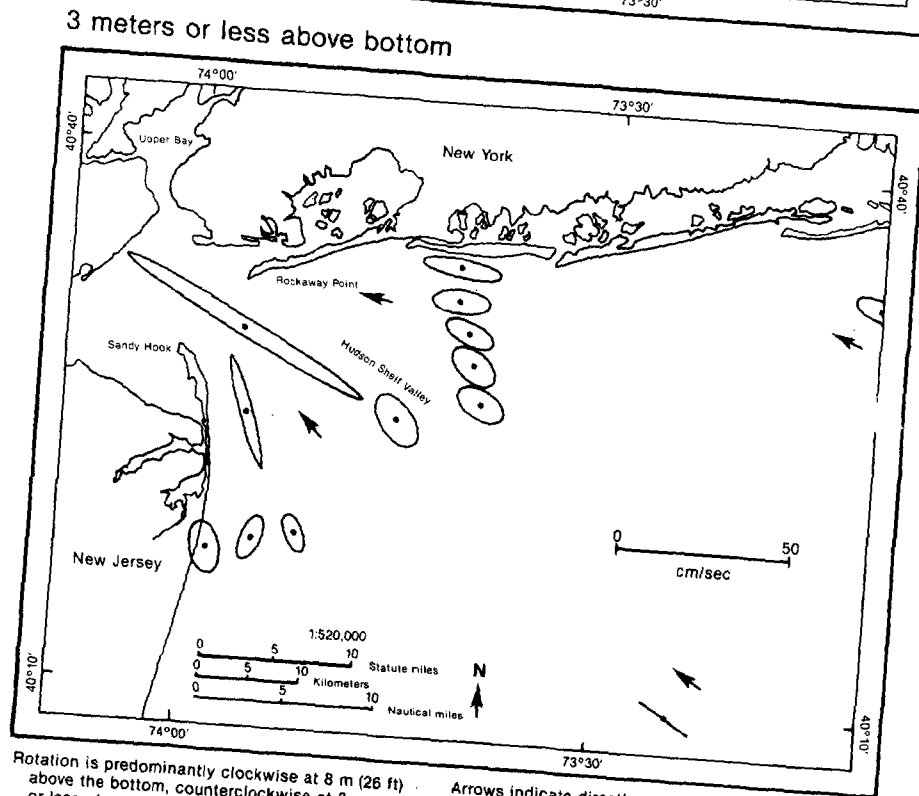 73°30'
3 meters or less above bottom
74°00'
73°30'
40°40'
Upper Bay
New York
40°40'
Rockaway Point
Sandy Hook
Hudson Shelf Valley
New Jersey
0 50
cm/sec
1:520,000
0 5 10
Statute miles
0 5 10
Kilometers
0 5 10
Nautical miles
N
40°10'
40°10'
74°00'
73°30'
Rotation is predominantly clockwise at 8 m (26 ft)
above the bottom, counterclockwise at 3
or less
Arrows indicate